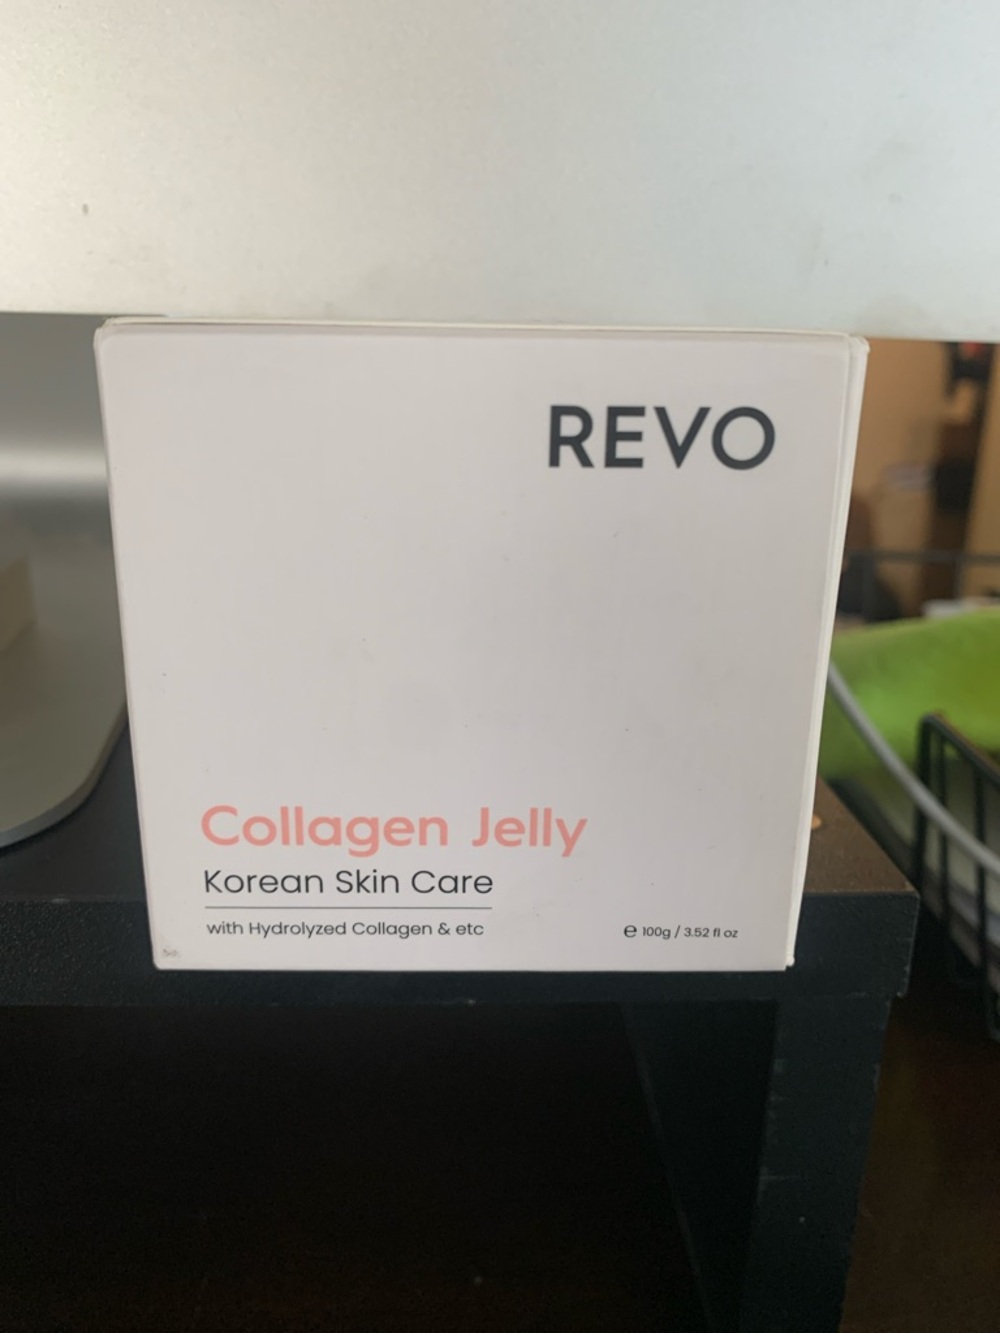 REVO
Collagen Jelly
Korean Skin Care
with Hydrolyzed Collagen & etc
℮ 100g / 3.52 fl oz